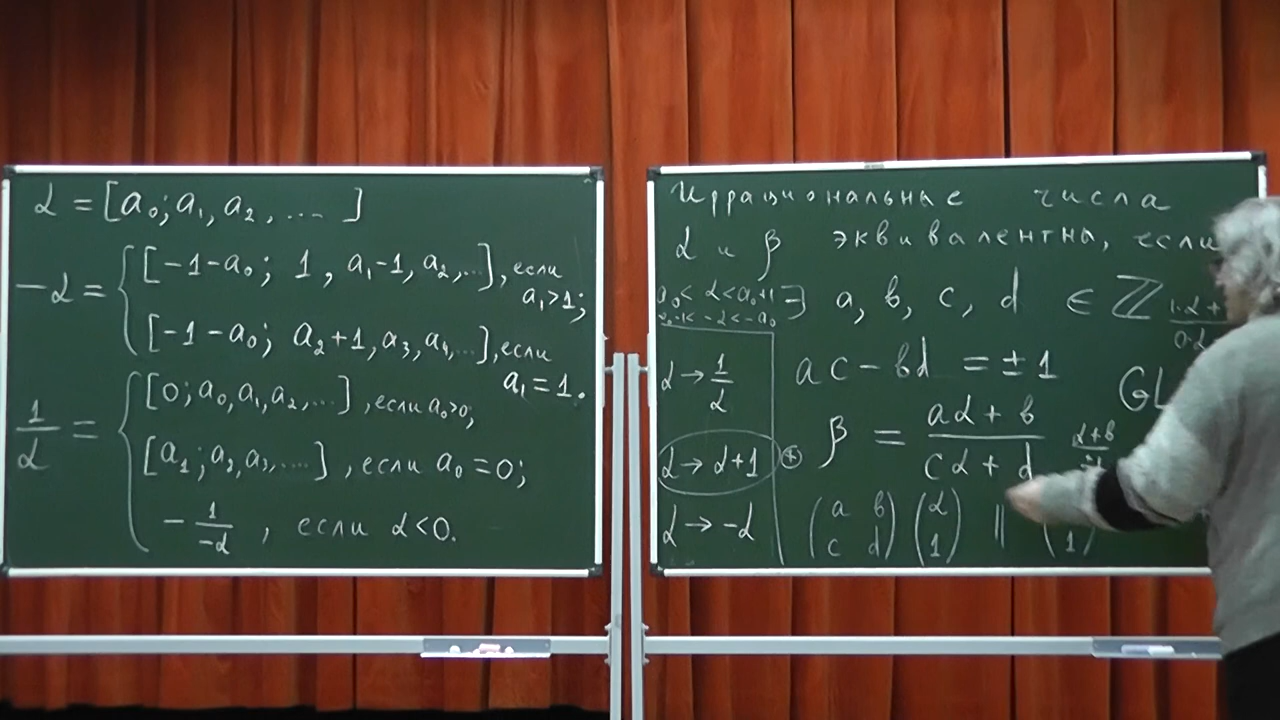 α = [a₀; a₁, a₂, .... ]
-α = { [-1-a₀; 1, a₁-1, a₂, ...], если a₁>1;
[-1-a₀; a₂+1, a₃, a₄, ...], если a₁=1.
1/α = { [0; a₀, a₁, a₂, ...], если a₀>0;
[a₁; a₂, a₃, ....], если a₀=0;
- 1/-α , если α<0.
Иррациональные числа
α и β эквивалентны, если
∃ a, b, c, d ∈ ℤ
a₀ < α < a₀+1
-a₀-1 < -α < -a₀
ac - bd = ±1
α → 1/α
α → α+1
α → -α
⊛ β = (aα + b)/(cα + d)
(a b
c d) (α
1) ||
1)
GL